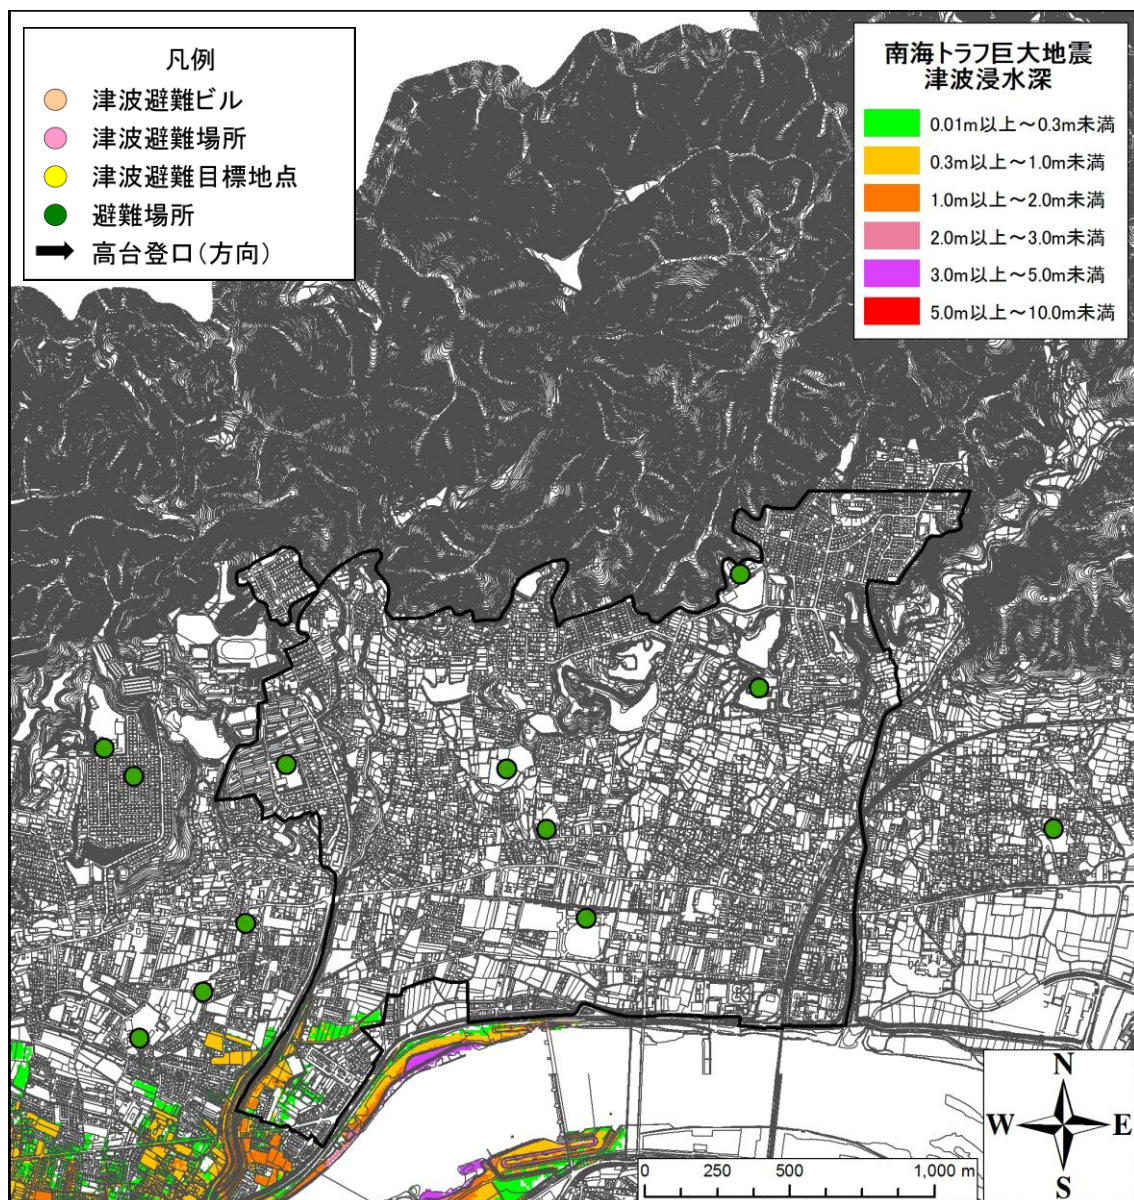 凡例
津波避難ビル
津波避難場所
津波避難目標地点
避難場所
高台登口(方向)
南海トラフ巨大地震
津波浸水深
0.01m以上~0.3m未満
0.3m以上~1.0m未満
1.0m以上~2.0m未満
2.0m以上~3.0m未満
3.0m以上~5.0m未満
5.0m以上~10.0m未満
N
W E
S
0 250 500 1,000 m